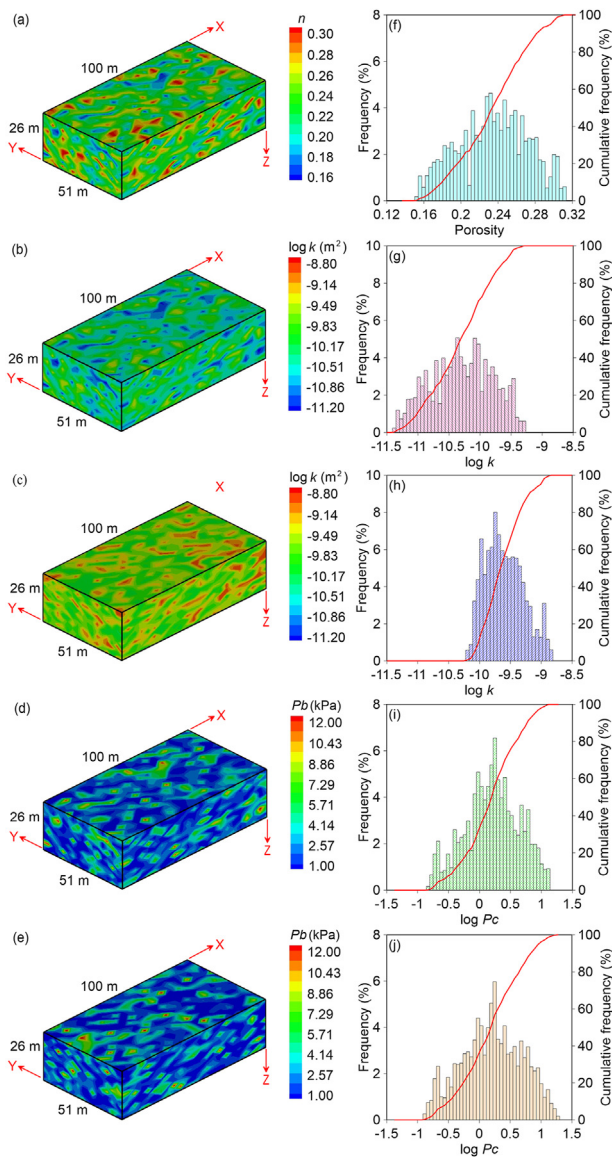 (a)
X
100 m
26 m
Y
51 m
Z
n
0.30
0.28
0.26
0.24
0.22
0.20
0.18
0.16
(f)
Frequency (%)
8
6
4
2
0
0.12 0.16 0.20 0.24 0.28 0.32
Porosity
100
80
60
40
20
0
Cumulative frequency (%)
(b)
X
100 m
26 m
Y
51 m
Z
log k (m²)
-8.80
-9.14
-9.49
-9.83
-10.17
-10.51
-10.86
-11.20
(g)
Frequency (%)
10
8
6
4
2
0
-11.5 -11 -10.5 -10 -9.5 -9 -8.5
log k
100
80
60
40
20
0
Cumulative frequency (%)
(c)
X
100 m
26 m
Y
51 m
Z
log k (m²)
-8.80
-9.14
-9.49
-9.83
-10.17
-10.51
-10.86
-11.20
(h)
Frequency (%)
10
8
6
4
2
0
-11.5 -11 -10.5 -10 -9.5 -9 -8.5
log k
100
80
60
40
20
0
Cumulative frequency (%)
(d)
X
100 m
26 m
Y
51 m
Z
Pb (kPa)
12.00
10.43
8.86
7.29
5.71
4.14
2.57
1.00
(i)
Frequency (%)
8
6
4
2
0
-1.5 -1 -0.5 0 0.5 1 1.5
log Pc
100
80
60
40
20
0
Cumulative frequency (%)
(e)
X
100 m
26 m
Y
51 m
Z
Pb (kPa)
12.00
10.43
8.86
7.29
5.71
4.14
2.57
1.00
(j)
Frequency (%)
8
6
4
2
0
-1.5 -1 -0.5 0 0.5 1 1.5
log Pc
100
80
60
40
20
0
Cumulative frequency (%)